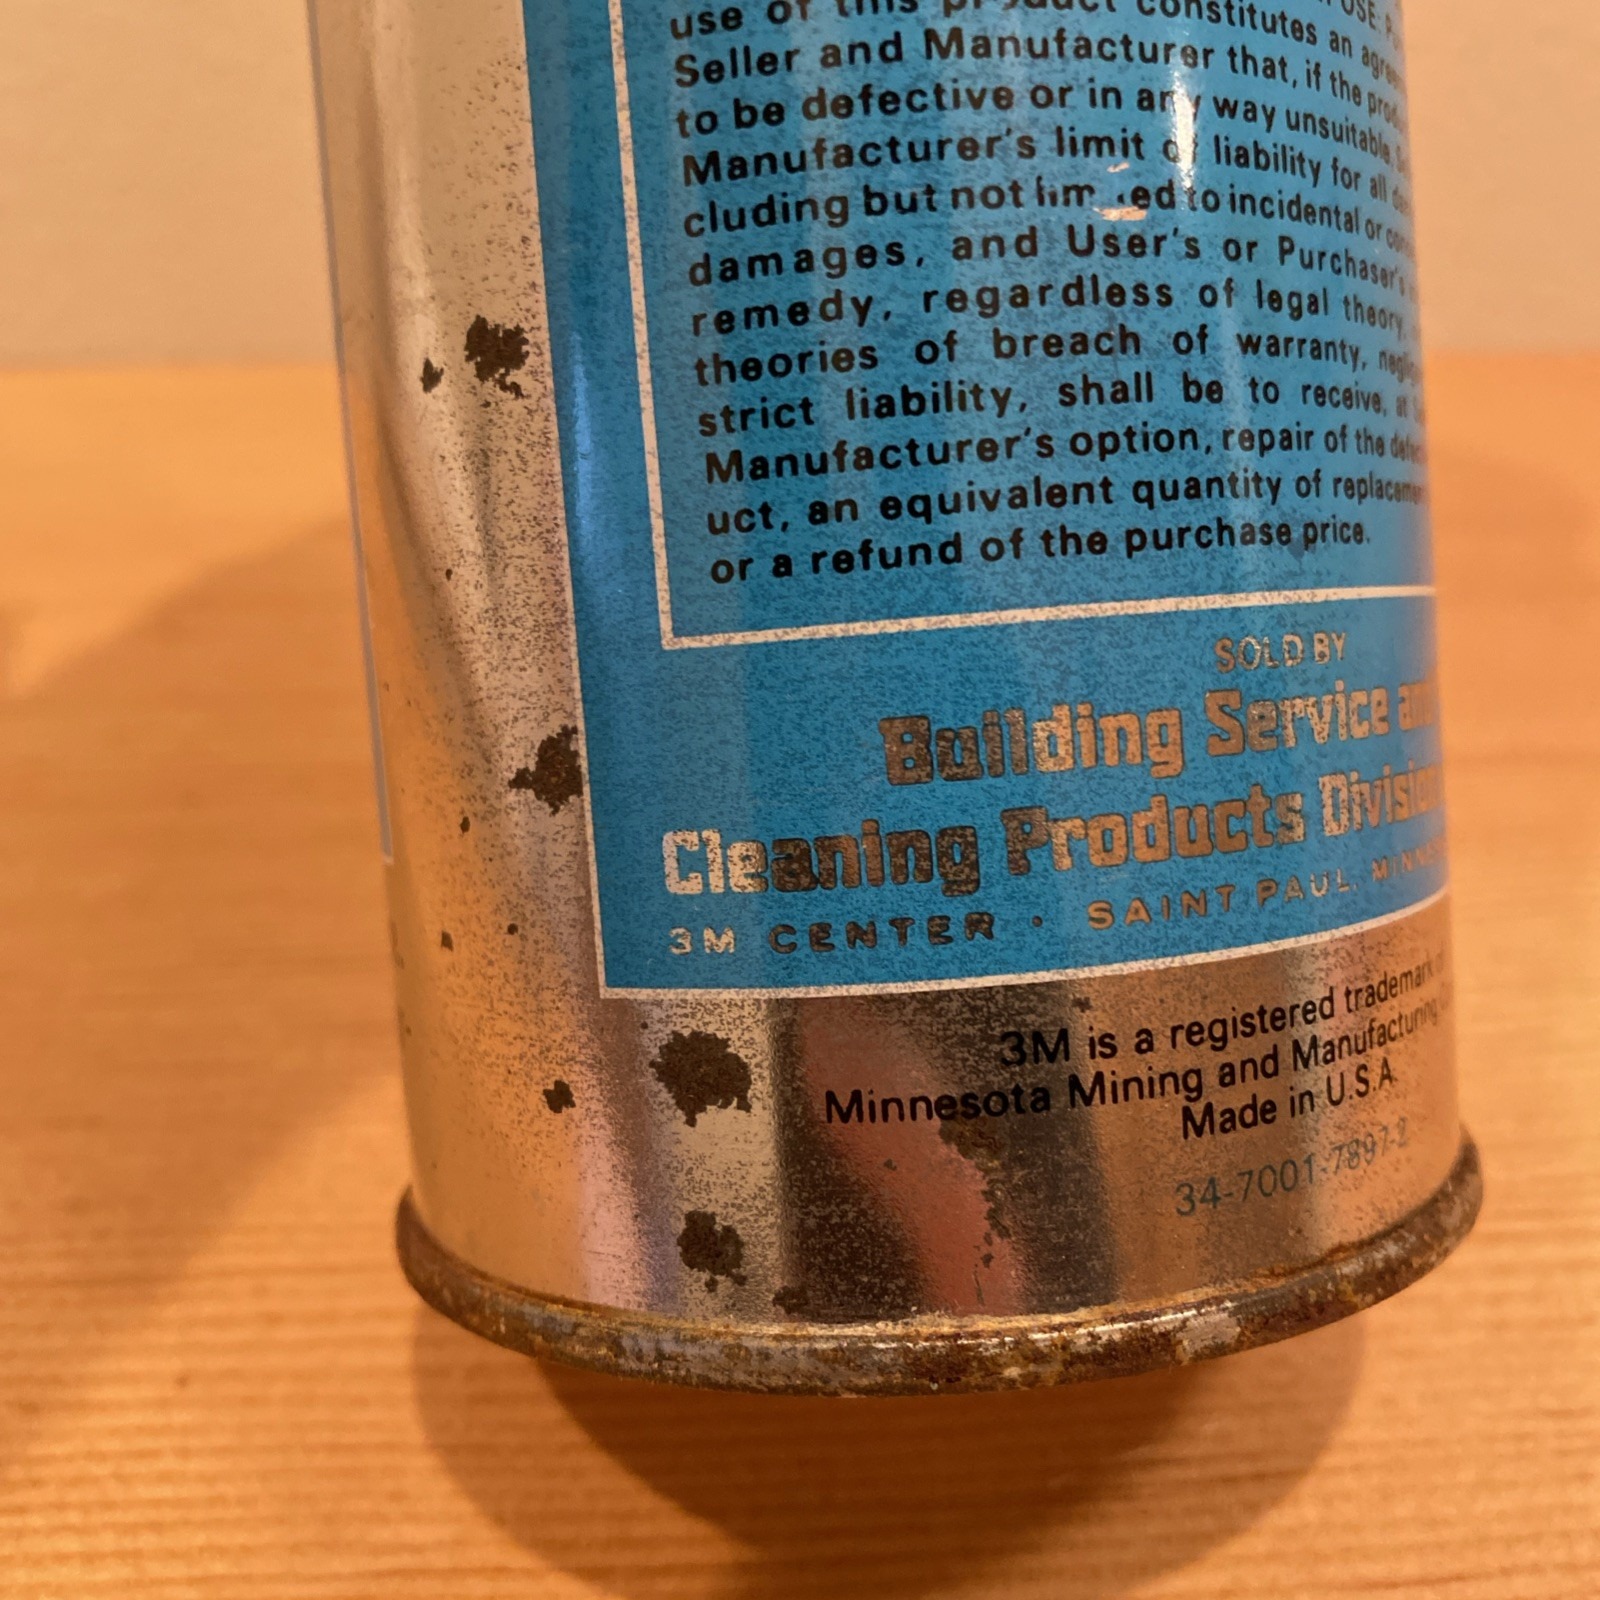 use of this product constitutes an
Seller and Manufacturer that, if the
to be defective or in any way unsuitable,
Manufacturer's limit of liability for all
cluding but not limited to incidental or
damages, and User's or Purchaser's
remedy, regardless of legal theory,
theories of breach of warranty,
strict liability, shall be to receive, at
Manufacturer's option, repair of the
uct, an equivalent quantity of
or a refund of the purchase price.
SOLD BY
Building Service
Cleaning Products Division
3M CENTER · SAINT PAUL,
3M is a registered trademark of
Minnesota Mining and Manufacturing
Made in U.S.A.
34-7001-7897-2